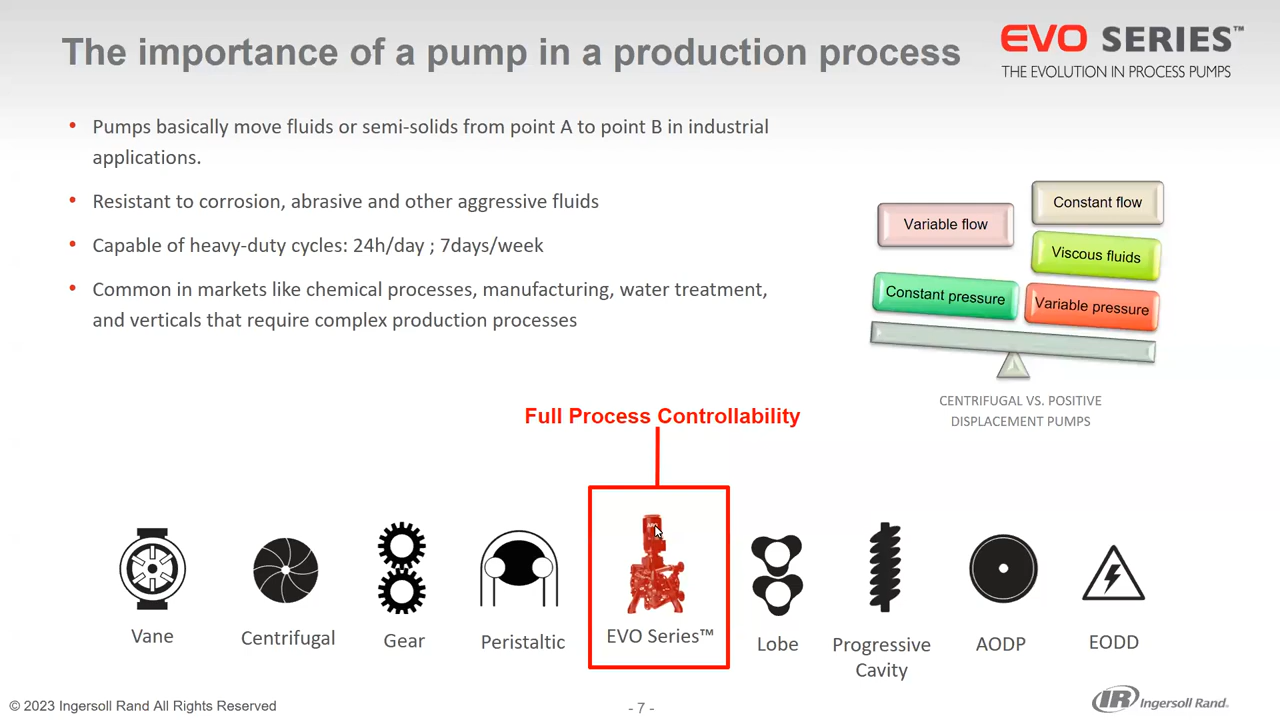 The importance of a pump in a production process
EVO SERIES™
THE EVOLUTION IN PROCESS PUMPS
• Pumps basically move fluids or semi-solids from point A to point B in industrial
applications.
• Resistant to corrosion, abrasive and other aggressive fluids
• Capable of heavy-duty cycles: 24h/day ; 7days/week
• Common in markets like chemical processes, manufacturing, water treatment,
and verticals that require complex production processes
Variable flow
Constant flow
Viscous fluids
Constant pressure
Variable pressure
CENTRIFUGAL VS. POSITIVE
DISPLACEMENT PUMPS
Full Process Controllability
Vane
Centrifugal
Gear
Peristaltic
EVO Series™
Lobe
Progressive
Cavity
AODP
EODD
© 2023 Ingersoll Rand All Rights Reserved
- 7 -
IR Ingersoll Rand.